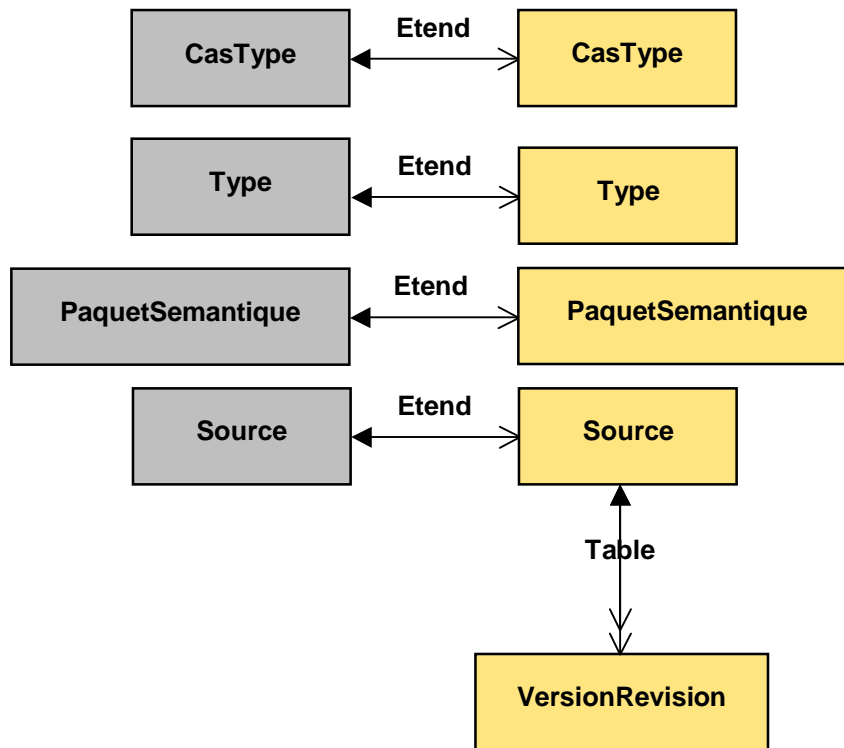 Etend
CasType
CasType
Etend
Type
Type
Etend
PaquetSemantique
PaquetSemantique
Etend
Source
Source
Table
VersionRevision